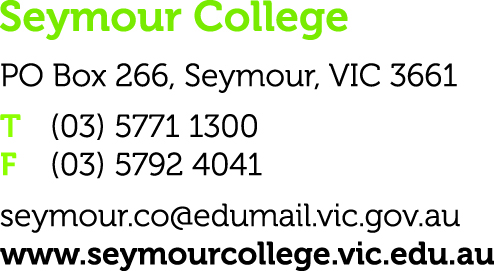 Seymour College
PO Box 266, Seymour, VIC 3661
T (03) 5771 1300
F (03) 5792 4041
seymour.co@edumail.vic.gov.au
www.seymourcollege.vic.edu.au